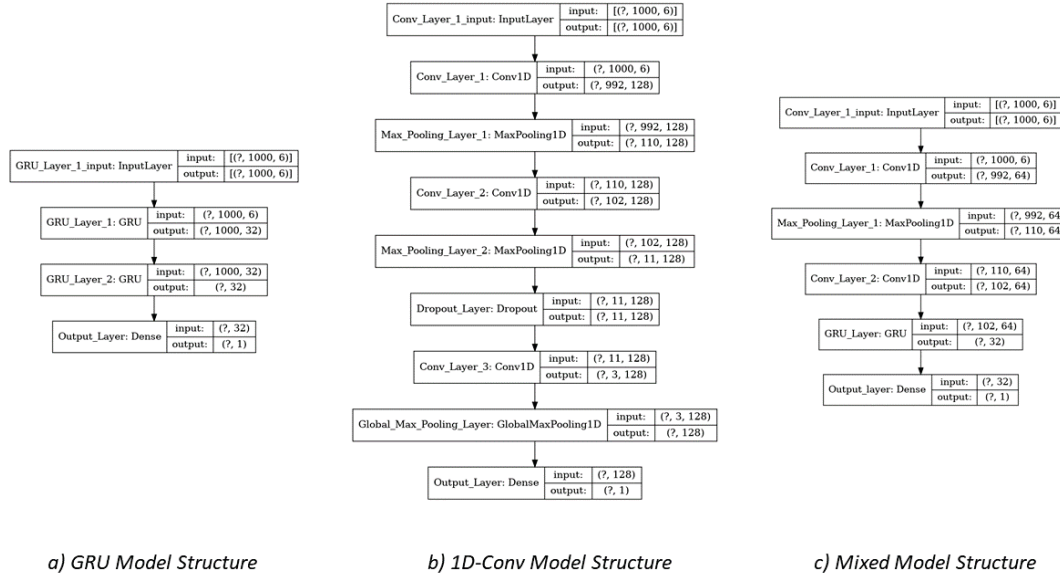 GRU_Layer_1_input: InputLayer
input: [(?, 1000, 6)]
output: [(?, 1000, 6)]
GRU_Layer_1: GRU
input: (?, 1000, 6)
output: (?, 1000, 32)
GRU_Layer_2: GRU
input: (?, 1000, 32)
output: (?, 32)
Output_Layer: Dense
input: (?, 32)
output: (?, 1)
a) GRU Model Structure
Conv_Layer_1_input: InputLayer
input: [(?, 1000, 6)]
output: [(?, 1000, 6)]
Conv_Layer_1: Conv1D
input: (?, 1000, 6)
output: (?, 992, 128)
Max_Pooling_Layer_1: MaxPooling1D
input: (?, 992, 128)
output: (?, 110, 128)
Conv_Layer_2: Conv1D
input: (?, 110, 128)
output: (?, 102, 128)
Max_Pooling_Layer_2: MaxPooling1D
input: (?, 102, 128)
output: (?, 11, 128)
Dropout_Layer: Dropout
input: (?, 11, 128)
output: (?, 11, 128)
Conv_Layer_3: Conv1D
input: (?, 11, 128)
output: (?, 3, 128)
Global_Max_Pooling_Layer: GlobalMaxPooling1D
input: (?, 3, 128)
output: (?, 128)
Output_Layer: Dense
input: (?, 128)
output: (?, 1)
b) 1D-Conv Model Structure
Conv_Layer_1_input: InputLayer
input: [(?, 1000, 6)]
output: [(?, 1000, 6)]
Conv_Layer_1: Conv1D
input: (?, 1000, 6)
output: (?, 992, 64)
Max_Pooling_Layer_1: MaxPooling1D
input: (?, 992, 64)
output: (?, 110, 64)
Conv_Layer_2: Conv1D
input: (?, 110, 64)
output: (?, 102, 64)
GRU_Layer: GRU
input: (?, 102, 64)
output: (?, 32)
Output_layer: Dense
input: (?, 32)
output: (?, 1)
c) Mixed Model Structure